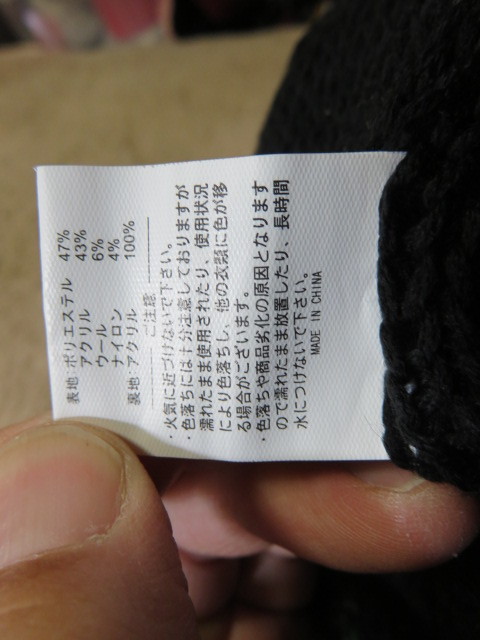 表地:ポリエステル 47%
アクリル 43%
ウール 6%
ナイロン 4%
裏地:アクリル 100%
ご注意
・火気に近づけないで下さい。
・色落ちには十分注意しておりますが
濡れたまま使用されたり、使用状況
により色落ちし、他の衣類に色が移
る場合がございます。
・色落ちや商品劣化の原因となります
ので濡れたまま放置したり、長時間
水につけないで下さい。
MADE IN CHINA